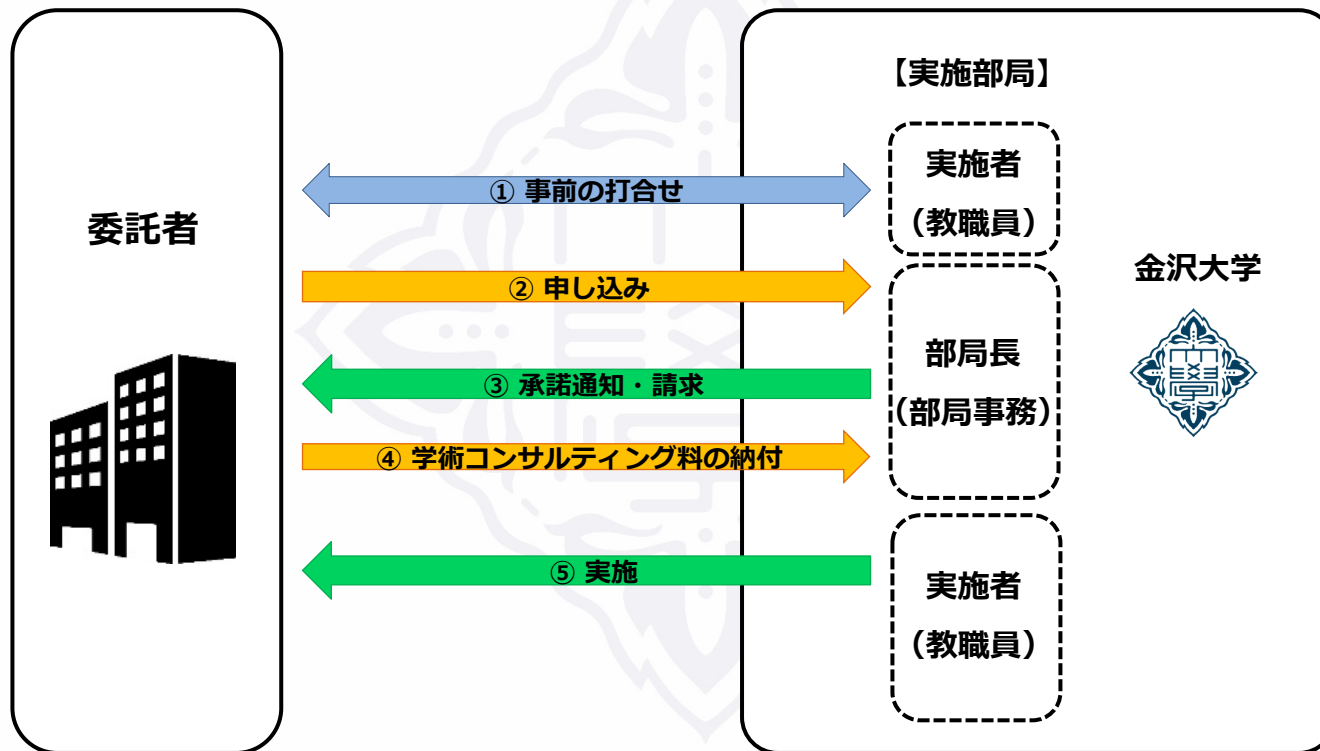 委託者
【実施部局】
実施者
(教職員)
① 事前の打合せ
② 申し込み
部局長
(部局事務)
③ 承諾通知・請求
④ 学術コンサルティング料の納付
⑤ 実施
実施者
(教職員)
金沢大学